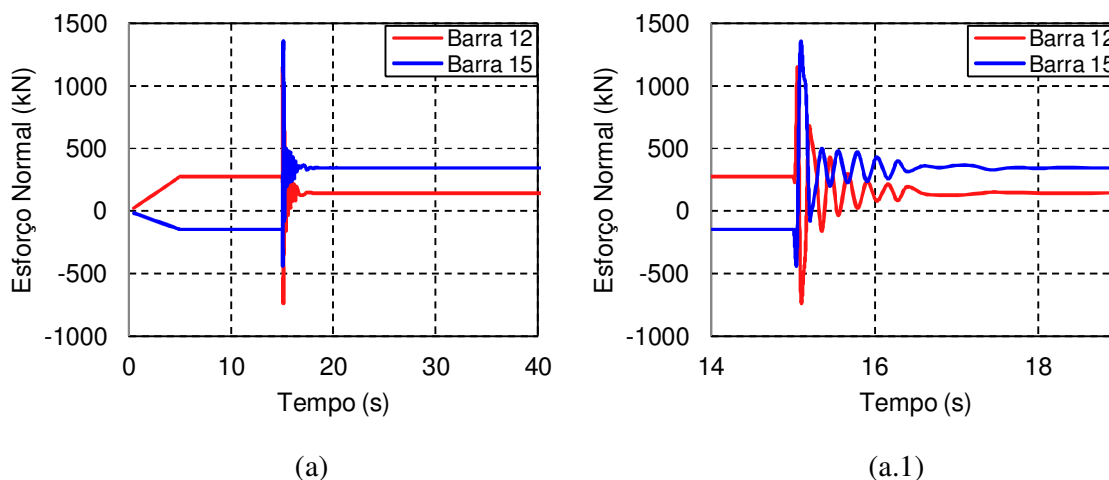 1500
1000
500
0
-500
-1000
Esforço Normal (kN)
Barra 12
Barra 15
0 10 20 30 40
Tempo (s)
(a)
1500
1000
500
0
-500
-1000
Esforço Normal (kN)
Barra 12
Barra 15
14 16 18
Tempo (s)
(a.1)